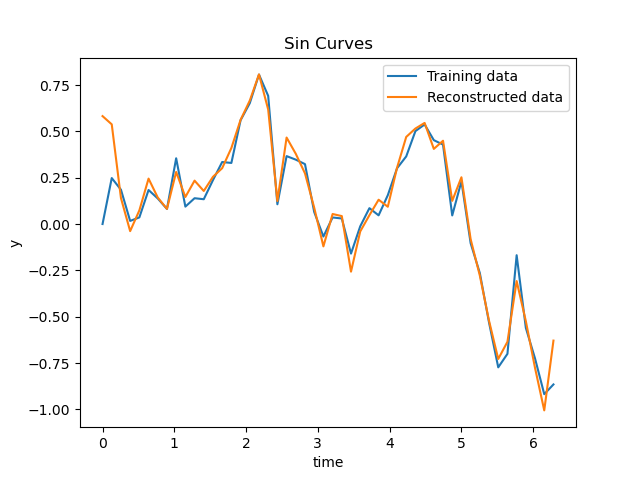 Sin Curves
Training data
Reconstructed data
y
0.75
0.50
0.25
0.00
−0.25
−0.50
−0.75
−1.00
0 1 2 3 4 5 6
time